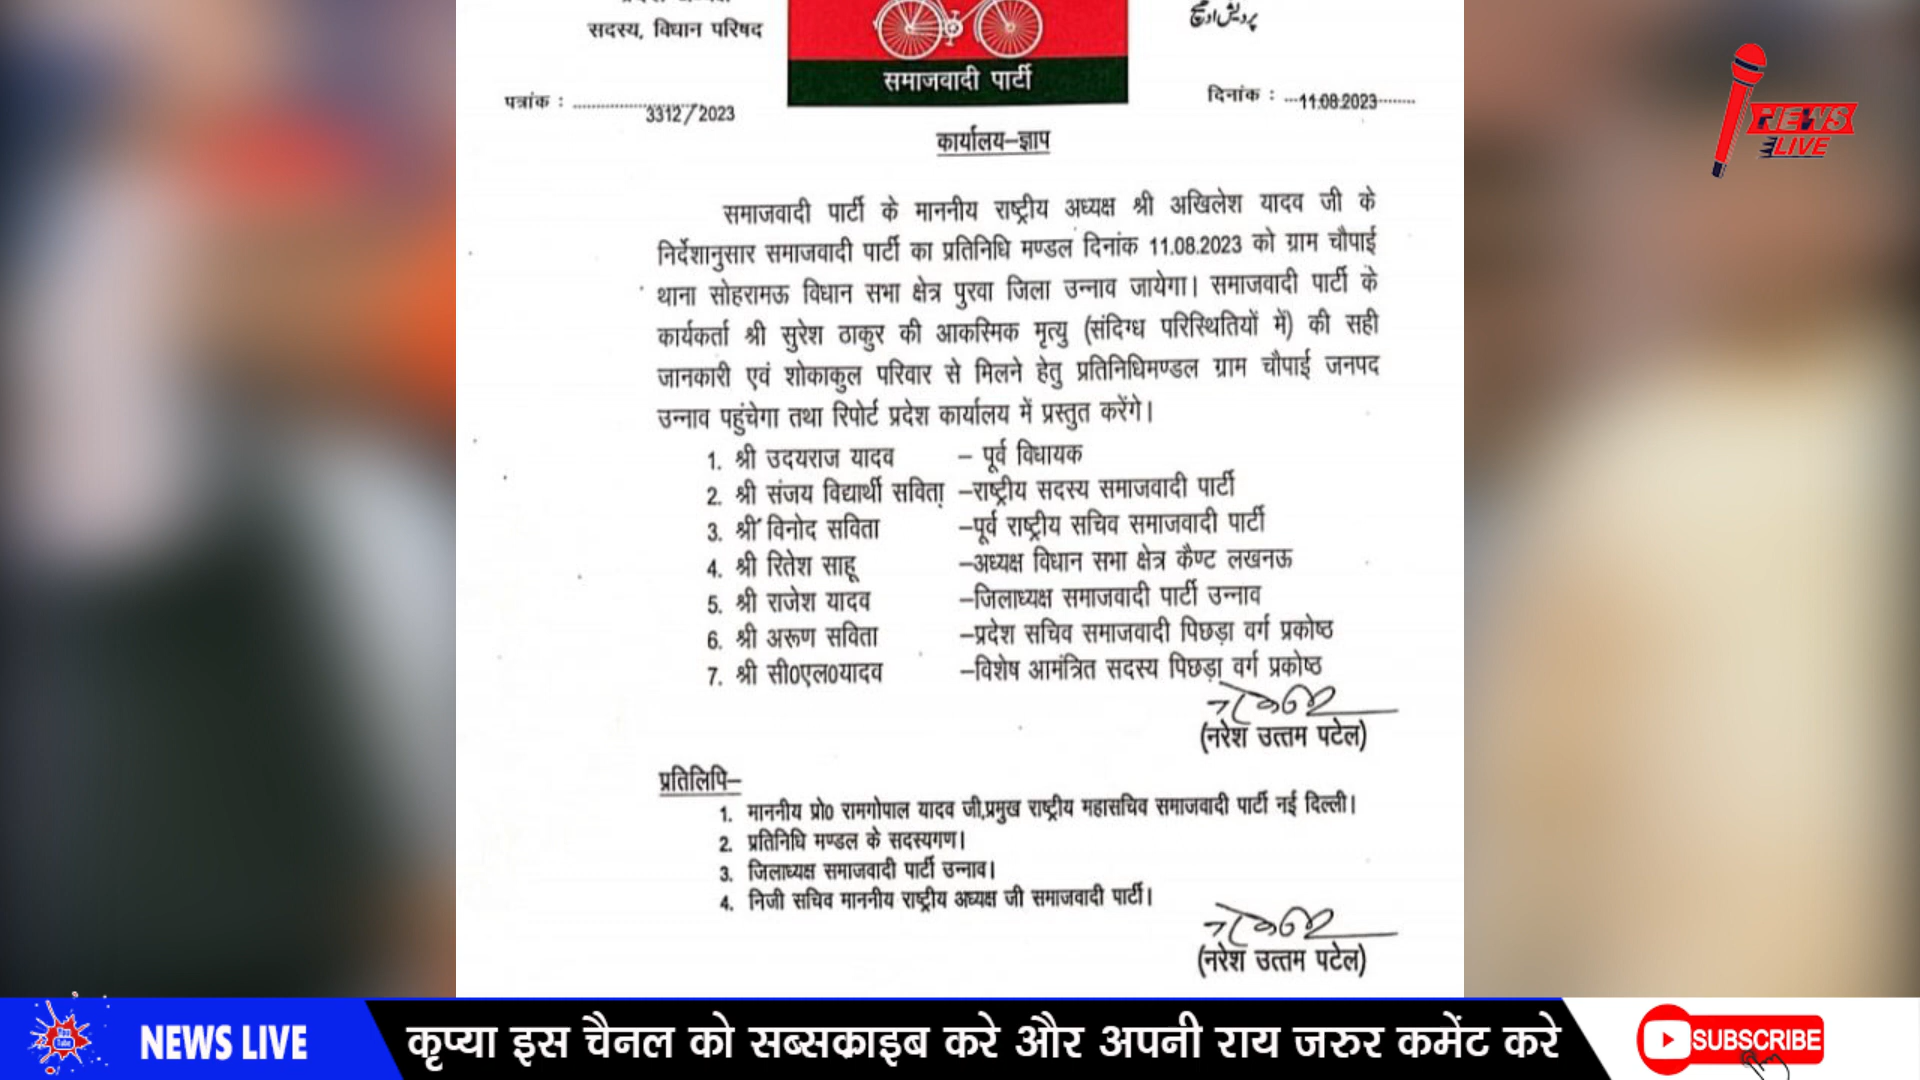 सदस्य, विधान परिषद
समाजवादी पार्टी
पत्रांक : 3312/2023
दिनांक : 11.08.2023
NEWS
LIVE
कार्यालय–ज्ञाप
समाजवादी पार्टी के माननीय राष्ट्रीय अध्यक्ष श्री अखिलेश यादव जी के
निर्देशानुसार समाजवादी पार्टी का प्रतिनिधि मण्डल दिनांक 11.08.2023 को ग्राम चौपाई
थाना सोहरामऊ विधान सभा क्षेत्र पुरवा जिला उन्नाव जायेगा। समाजवादी पार्टी के
कार्यकर्ता श्री सुरेश ठाकुर की आकस्मिक मृत्यु (संदिग्ध परिस्थितियों में) की सही
जानकारी एवं शोकाकुल परिवार से मिलने हेतु प्रतिनिधिमण्डल ग्राम चौपाई जनपद
उन्नाव पहुंचेगा तथा रिपोर्ट प्रदेश कार्यालय में प्रस्तुत करेंगे।
1. श्री उदयराज यादव – पूर्व विधायक
2. श्री संजय विद्यार्थी सविता –राष्ट्रीय सदस्य समाजवादी पार्टी
3. श्री विनोद सविता –पूर्व राष्ट्रीय सचिव समाजवादी पार्टी
4. श्री रितेश साहू –अध्यक्ष विधान सभा क्षेत्र कैण्ट लखनऊ
5. श्री राजेश यादव –जिलाध्यक्ष समाजवादी पार्टी उन्नाव
6. श्री अरूण सविता –प्रदेश सचिव समाजवादी पिछड़ा वर्ग प्रकोष्ठ
7. श्री सी0एल0यादव –विशेष आमंत्रित सदस्य पिछड़ा वर्ग प्रकोष्ठ
(नरेश उत्तम पटेल)
प्रतिलिपि–
1. माननीय प्रो0 रामगोपाल यादव जी,प्रमुख राष्ट्रीय महासचिव समाजवादी पार्टी नई दिल्ली।
2. प्रतिनिधि मण्डल के सदस्यगण।
3. जिलाध्यक्ष समाजवादी पार्टी उन्नाव।
4. निजी सचिव माननीय राष्ट्रीय अध्यक्ष जी समाजवादी पार्टी।
(नरेश उत्तम पटेल)
You
Tube
NEWS LIVE
कृप्या इस चैनल को सब्सक्राइब करे और अपनी राय जरुर कमेंट करे
SUBSCRIBE